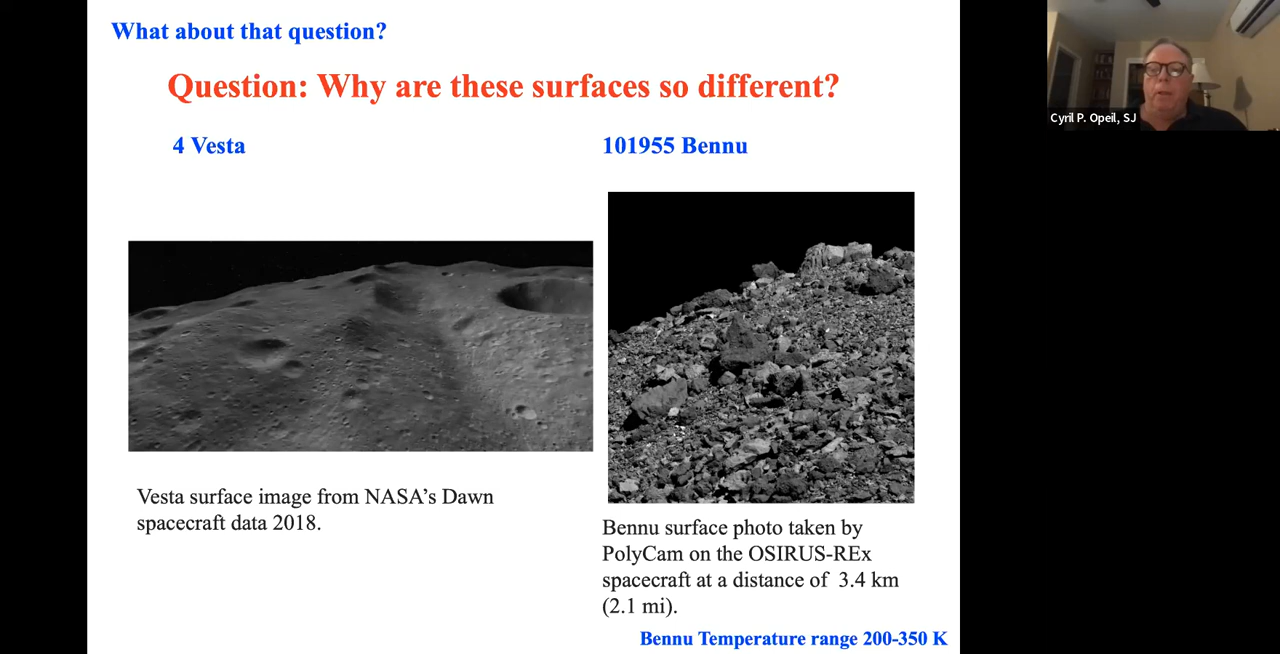 What about that question?
Question: Why are these surfaces so different?
4 Vesta
101955 Bennu
Vesta surface image from NASA’s Dawn
spacecraft data 2018.
Bennu surface photo taken by
PolyCam on the OSIRUS-REx
spacecraft at a distance of 3.4 km
(2.1 mi).
Bennu Temperature range 200-350 K
Cyril P. Opeil, SJ